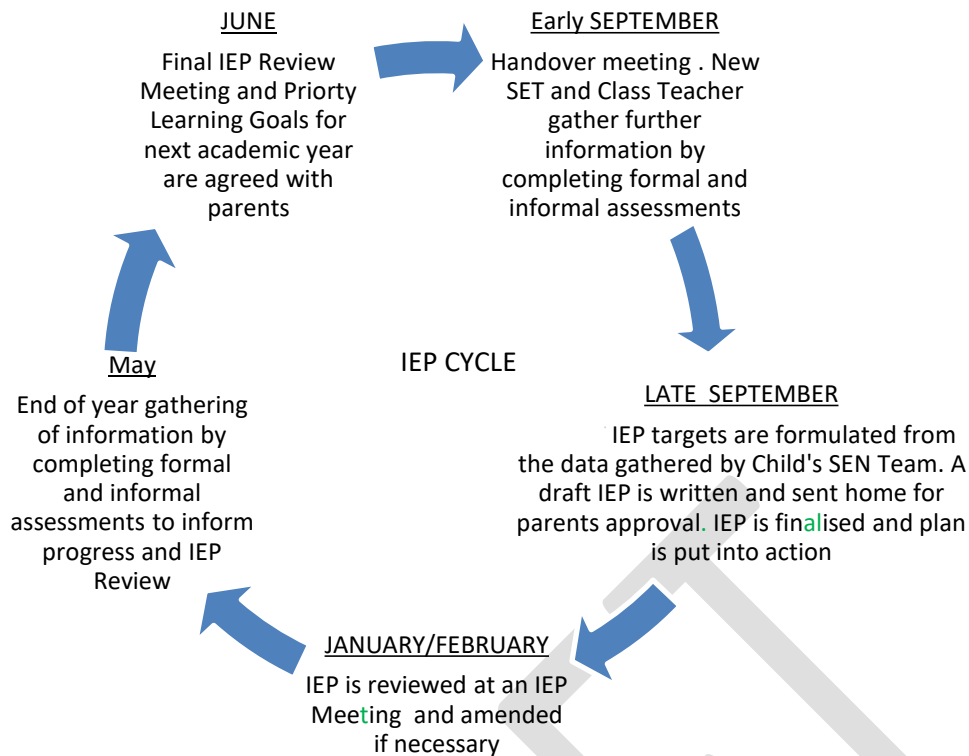 JUNE
Final IEP Review
Meeting and Priorty
Learning Goals for
next academic year
are agreed with
parents
Early SEPTEMBER
Handover meeting . New
SET and Class Teacher
gather further
information by
completing formal and
informal assessments
LATE SEPTEMBER
IEP targets are formulated from
the data gathered by Child's SEN Team. A
draft IEP is written and sent home for
parents approval. IEP is finalised and plan
is put into action
JANUARY/FEBRUARY
IEP is reviewed at an IEP
Meeting and amended
if necessary
May
End of year gathering
of information by
completing formal
and informal
assessments to inform
progress and IEP
Review
IEP CYCLE